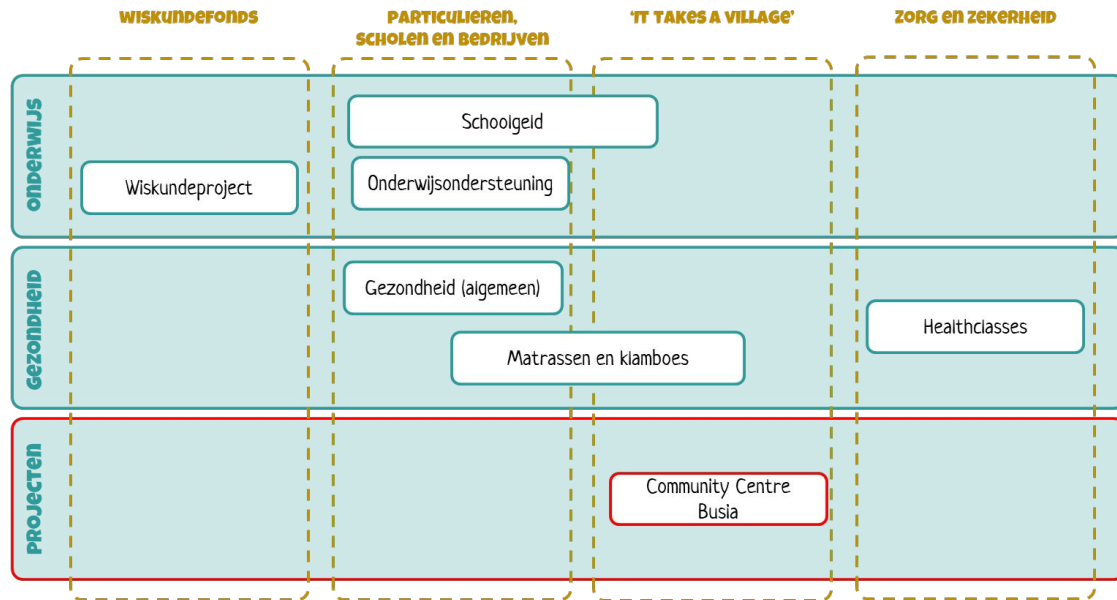 WISKUNDEFONDS
PARTICULIEREN,
SCHOLEN EN BEDRIJVEN
'IT TAKES A VILLAGE'
ZORG EN ZEKERHEID
ONDERWIJS
Schoolgeld
Wiskundeproject
Onderwijsondersteuning
GEZONDHEID
Gezondheid (algemeen)
Healthclasses
Matrassen en klamboes
PROJECTEN
Community Centre
Busia